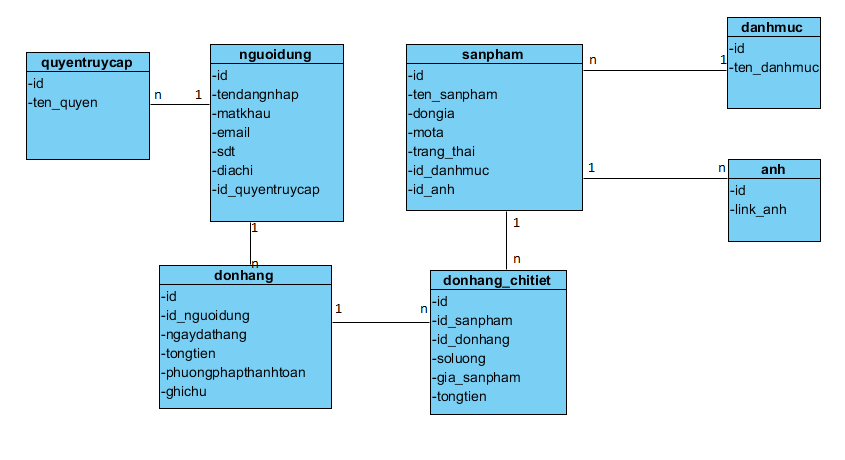 quyentruycap
-id
-ten_quyen
n
1
nguoidung
-id
-tendangnhap
-matkhau
-email
-sdt
-diachi
-id_quyentruycap
sanpham
-id
-ten_sanpham
-dongia
-mota
-trang_thai
-id_danhmuc
-id_anh
n
1
danhmuc
-id
-ten_danhmuc
1
n
anh
-id
-link_anh
1
n
1
n
donhang
-id
-id_nguoidung
-ngaydathang
-tongtien
-phuongphapthanhtoan
-ghichu
1
n
donhang_chitiet
-id
-id_sanpham
-id_donhang
-soluong
-gia_sanpham
-tongtien